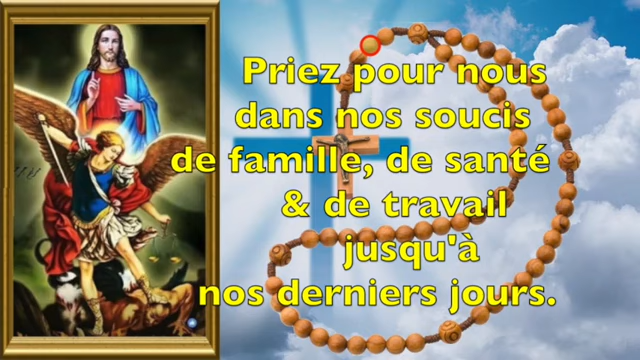 Priez pour nous
dans nos soucis
de famille, de santé
& de travail
jusqu'à
nos derniers jours.